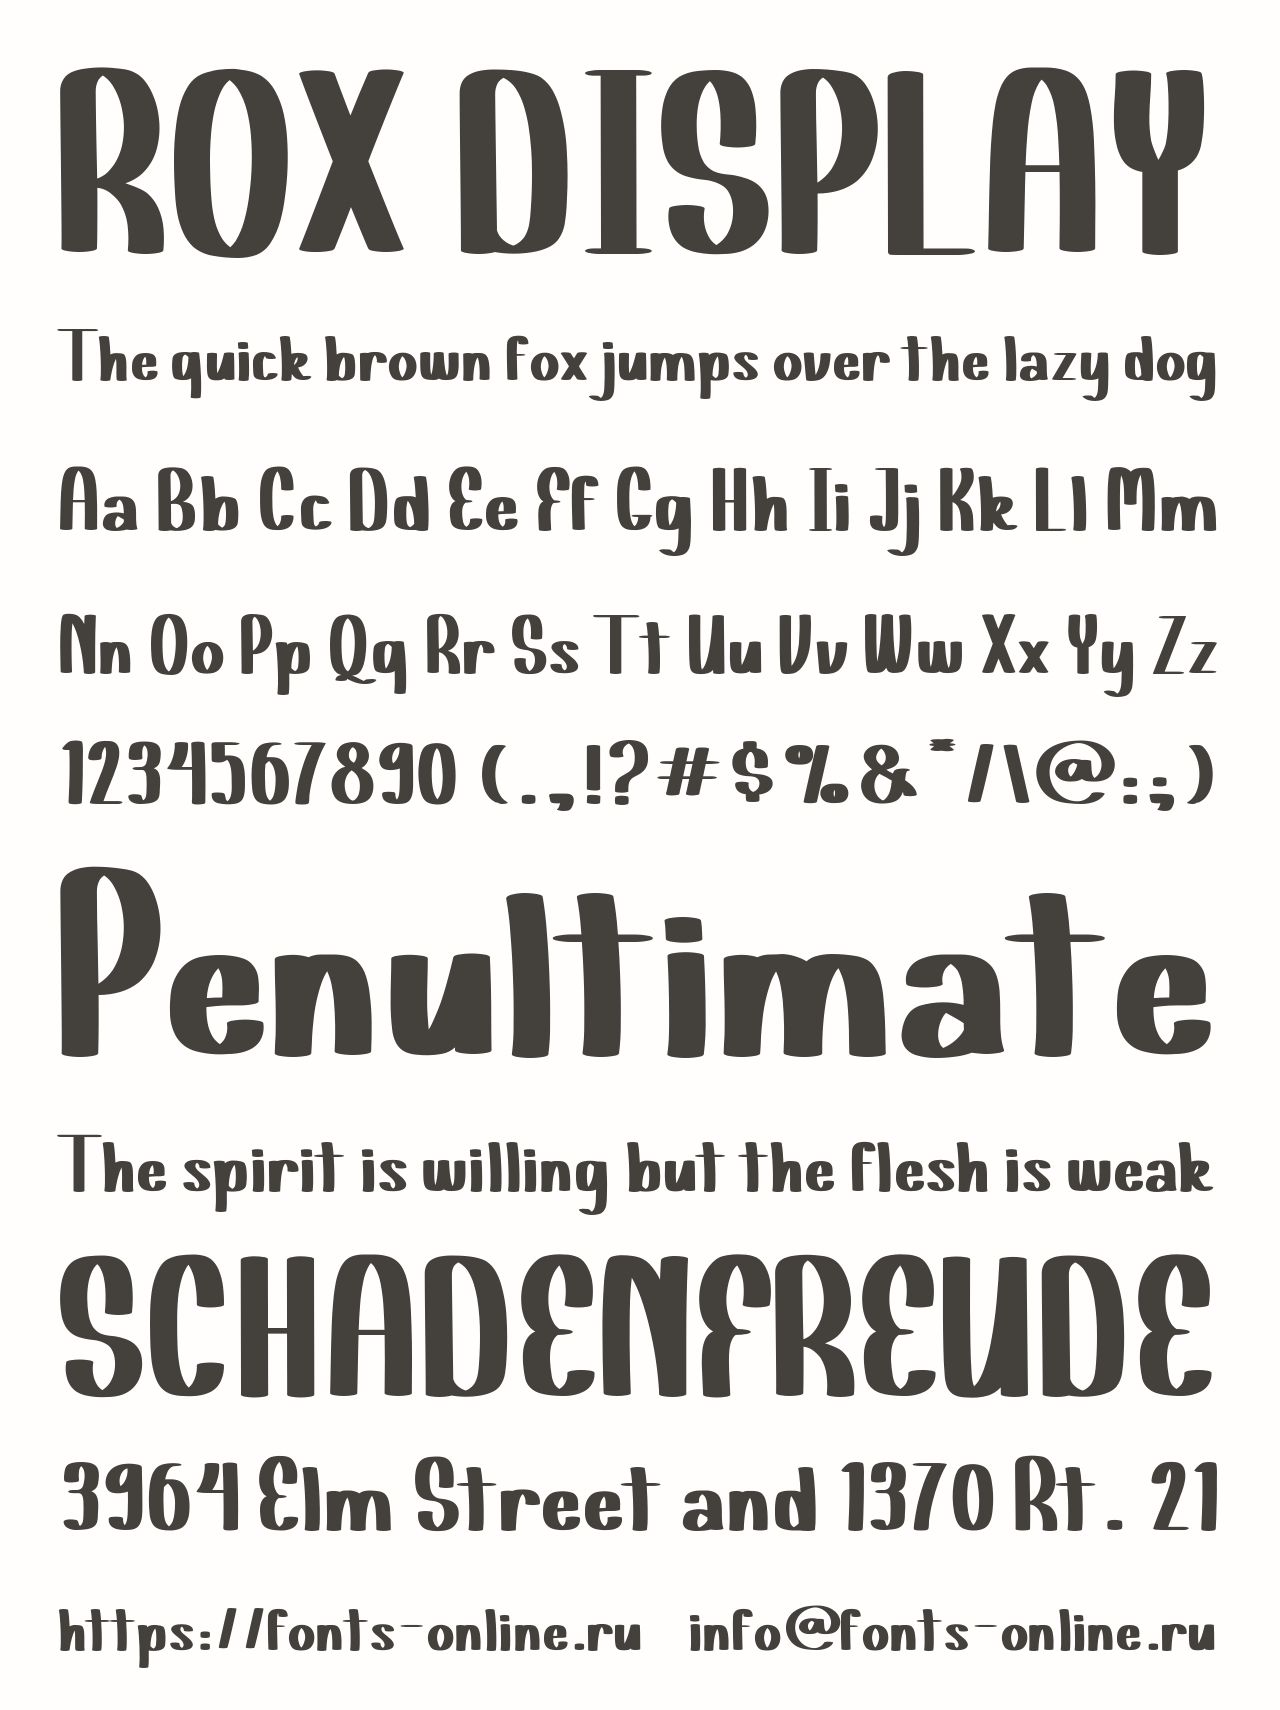 ROX DISPLAY
The quick brown fox jumps over the lazy dog
Aa Bb Cc Dd Ee Ff Gg Hh Ii Jj Kk Ll Mm
Nn Oo Pp Qq Rr Ss Tt Uu Vv Ww Xx Yy Zz
1234567890 (.,!?#$%&*/\@:;)
Penultimate
The spirit is willing but the flesh is weak
SCHADENFREUDE
3964 Elm Street and 1370 Rt. 21
https://fonts-online.ru info@fonts-online.ru